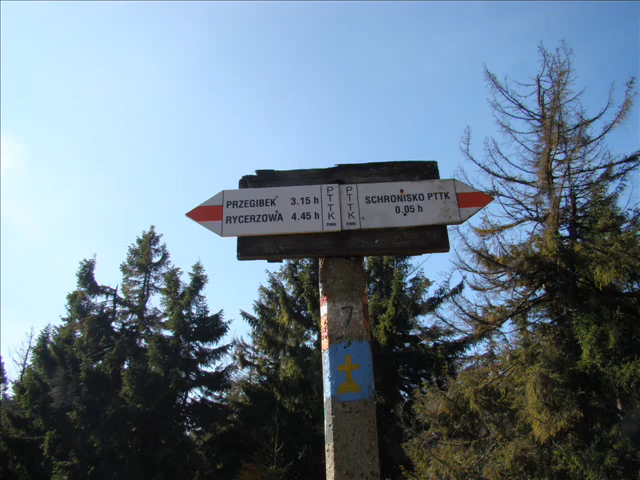 PRZEGIBEK 3.15 h
RYCERZOWA 4.45 h
PTTK
PTTK
SCHRONISKO PTTK
0.05 h
7